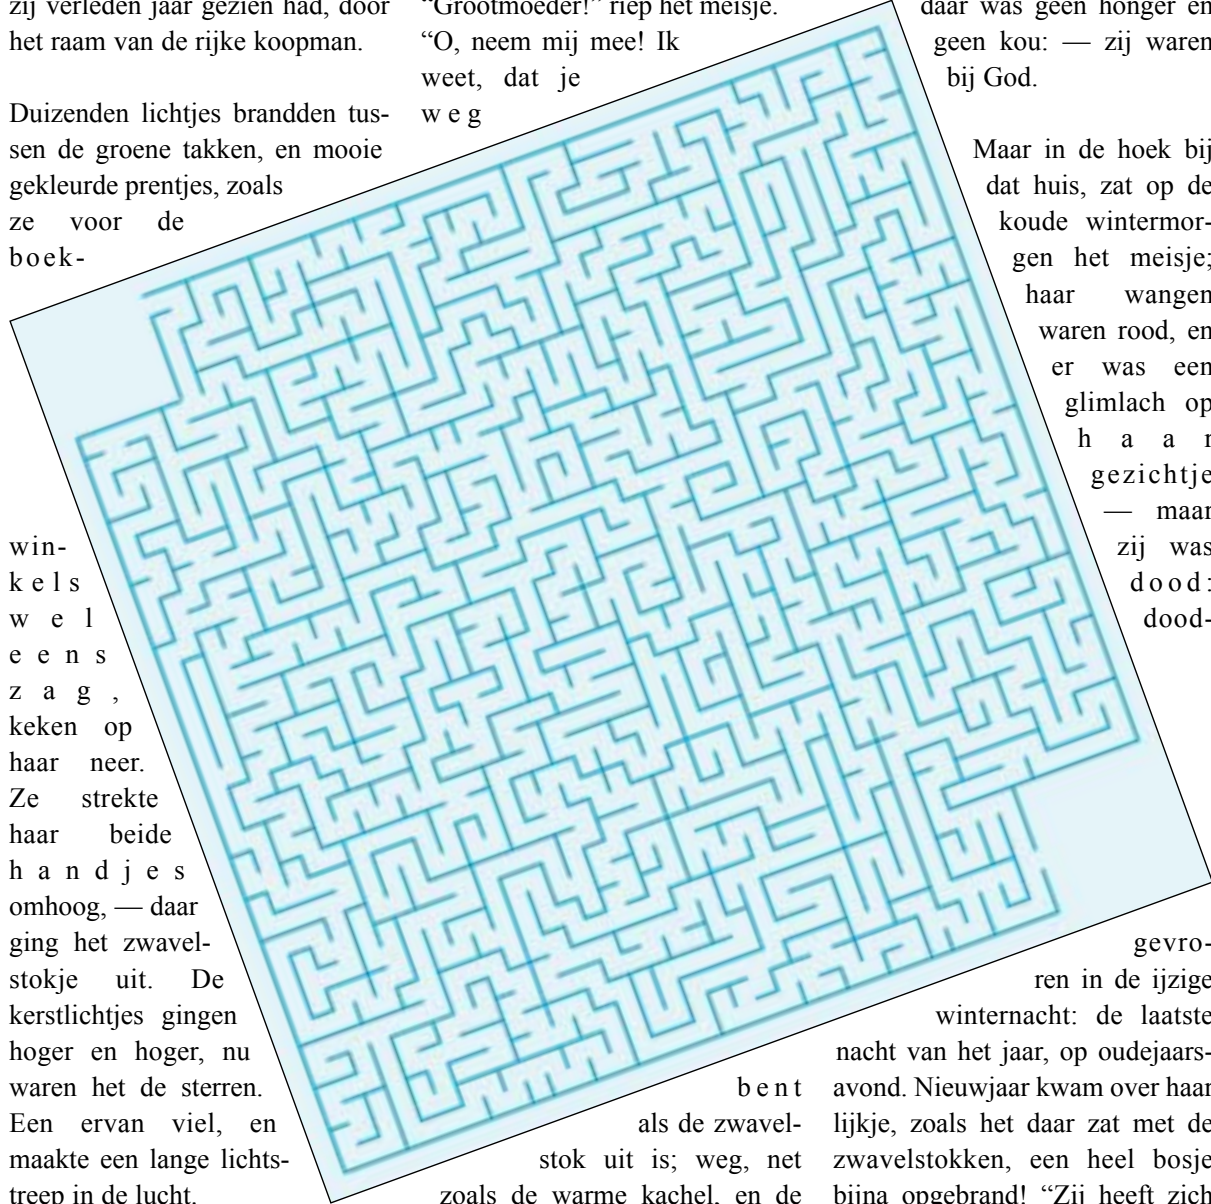 zij verleden jaar gezien had, door
het raam van de rijke koopman.
Duizenden lichtjes brandden tus-
sen de groene takken, en mooie
gekleurde prentjes, zoals
ze voor de
boek-
win-
kels
wel
eens
zag,
keken op
haar neer.
Ze strekte
haar beide
handjes
omhoog, — daar
ging het zwavel-
stokje uit. De
kerstlichtjes gingen
hoger en hoger, nu
waren het de sterren.
Een ervan viel, en
maakte een lange lichts-
treep in de lucht.
“Grootmoeder!” riep het meisje.
“O, neem mij mee! Ik
weet, dat je
weg
bent
als de zwavel-
stok uit is; weg, net
zoals de warme kachel, en de
daar was geen honger en
geen kou: — zij waren
bij God.
Maar in de hoek bij
dat huis, zat op de
koude wintermor-
gen het meisje;
haar wangen
waren rood, en
er was een
glimlach op
haar
gezichtje
— maar
zij was
dood:
dood-
gevro-
ren in de ijzige
winternacht: de laatste
nacht van het jaar, op oudejaars-
avond. Nieuwjaar kwam over haar
lijkje, zoals het daar zat met de
zwavelstokken, een heel bosje
bijna opgebrand! “Zij heeft zich